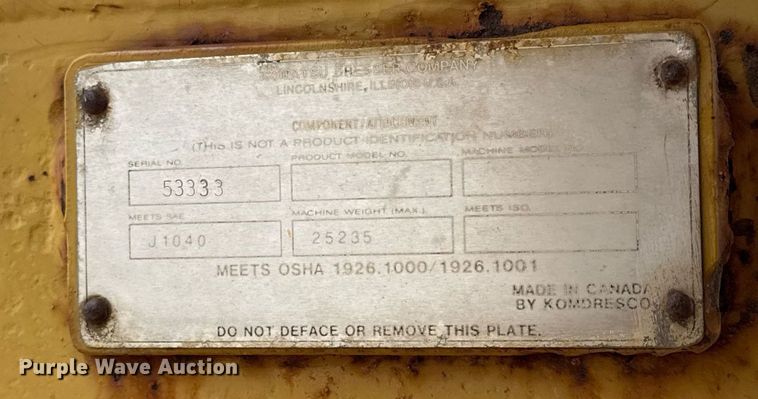 KOMATSU DRESSER COMPANY
LINCOLNSHIRE, ILLINOIS U.S.A.
COMPONENT/ATTACHMENT
(THIS IS NOT A PRODUCT IDENTIFICATION NUMBER)
SERIAL NO. PRODUCT MODEL NO. MACHINE MODEL NO.
53333
MEETS SAE MACHINE WEIGHT (MAX.) MEETS ISO.
J1040 25235
MEETS OSHA 1926.1000/1926.1001
MADE IN CANADA
BY KOMDRESCO
DO NOT DEFACE OR REMOVE THIS PLATE.
Purple Wave Auction